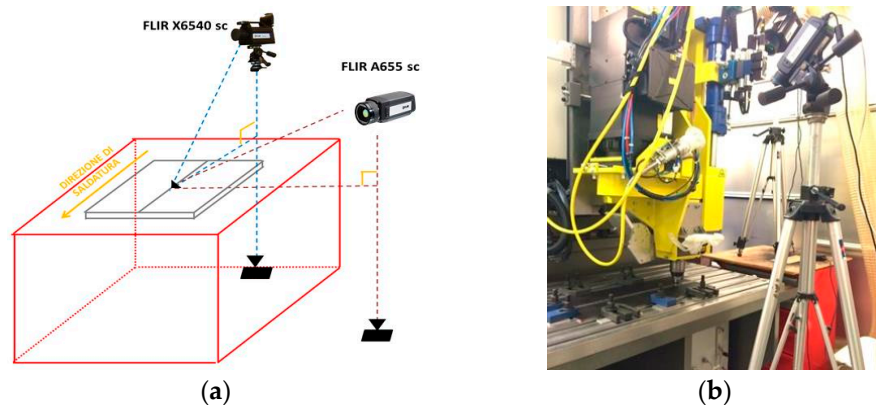 FLIR X6540 sc
FLIR A655 sc
DIREZIONE DI
SALDATURA
(a)
(b)